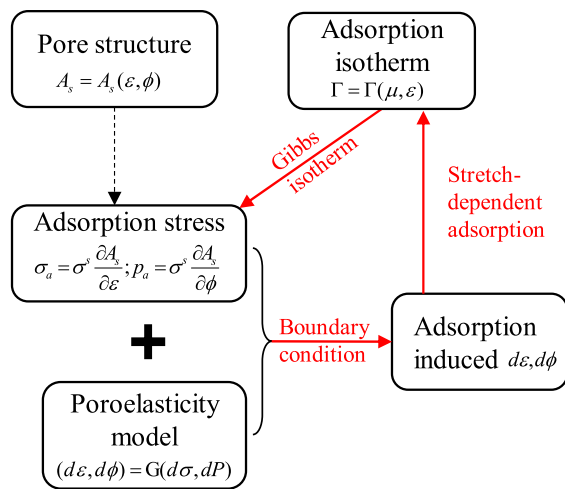 Pore structure
A_s = A_s(ε,ϕ)
Adsorption
isotherm
Γ = Γ(μ,ε)
Gibbs
isotherm
Stretch-
dependent
adsorption
Adsorption stress
σ_a = σ^s ∂A_s/∂ε; p_a = σ^s ∂A_s/∂ϕ
+
Boundary
condition
Adsorption
induced dε,dϕ
Poroelasticity
model
(dε,dϕ) = G(dσ,dP)